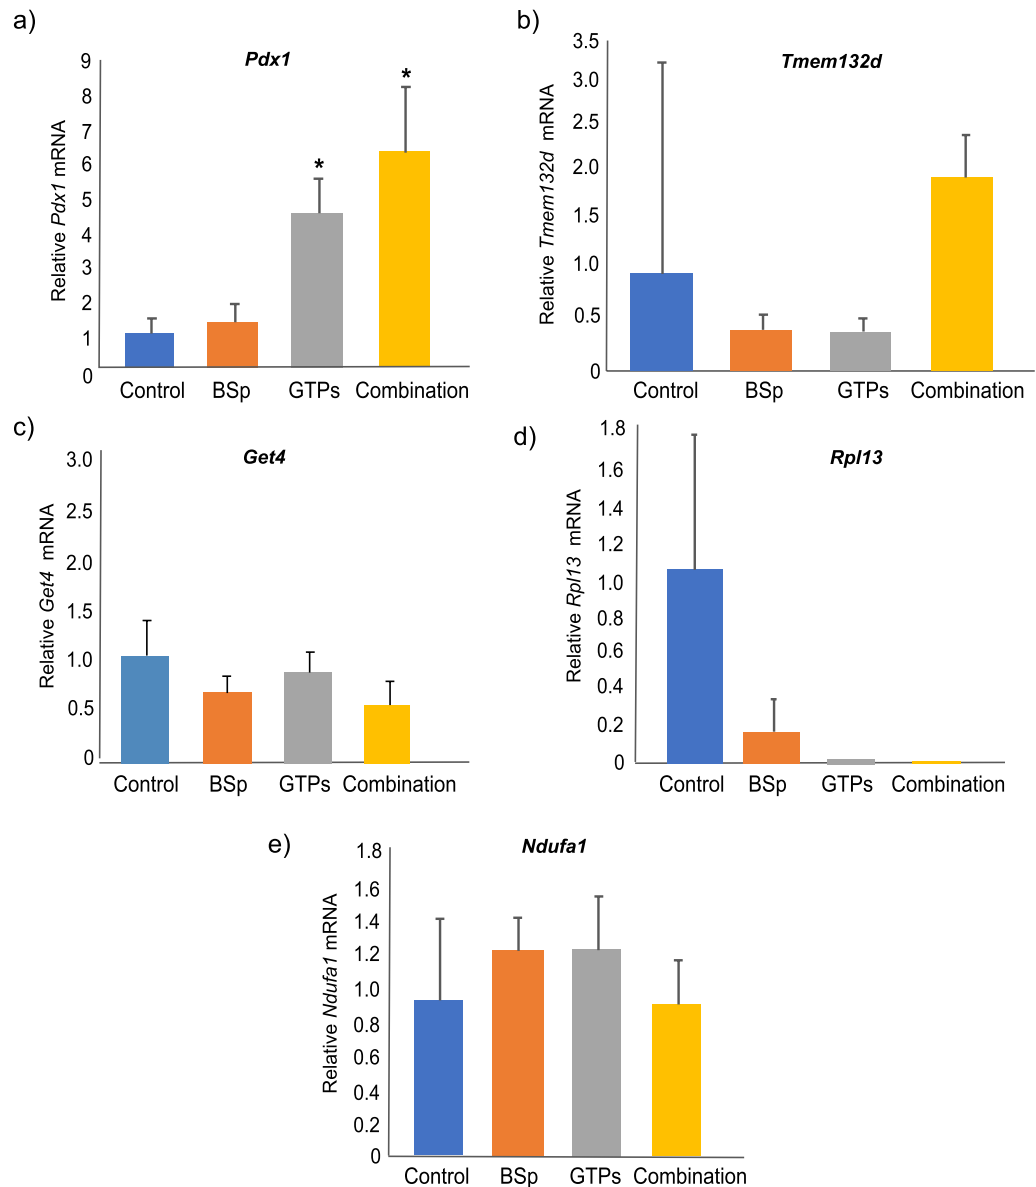 a)
Pdx1
Relative Pdx1 mRNA
9
8
7
6
5
4
3
2
1
0
*
*
Control BSp GTPs Combination
b)
Tmem132d
Relative Tmem132d mRNA
3.5
3.0
2.5
2.0
1.5
1.0
0.5
0
Control BSp GTPs Combination
c)
Get4
Relative Get4 mRNA
3.0
2.5
2.0
1.5
1.0
0.5
0
Control BSp GTPs Combination
d)
Rpl13
Relative Rpl13 mRNA
1.8
1.6
1.4
1.2
1.0
0.8
0.6
0.4
0.2
0
Control BSp GTPs Combination
e)
Ndufa1
Relative Ndufa1 mRNA
1.8
1.6
1.4
1.2
1.0
0.8
0.6
0.4
0.2
0
Control BSp GTPs Combination